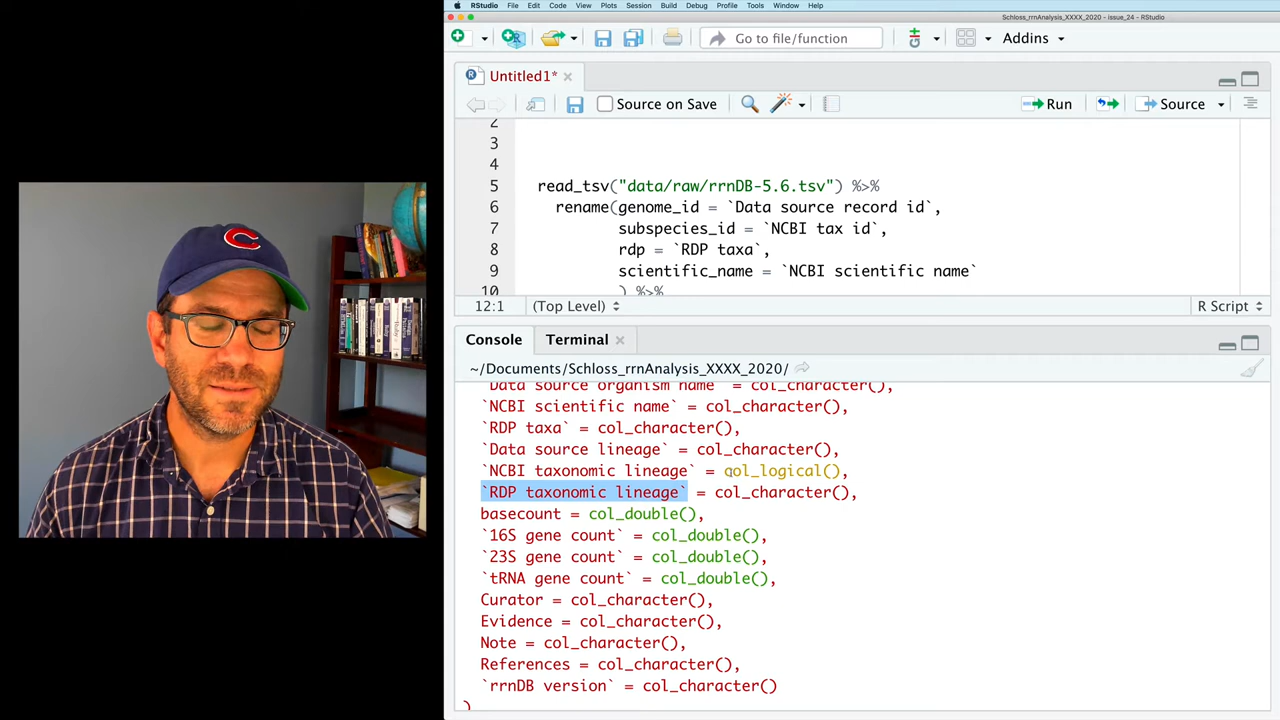 RStudio File Edit Code View Plots Session Build Debug Profile Tools Window Help
Schloss_rrnAnalysis_XXXX_2020 - issue_24 - RStudio
Go to file/function Addins
Untitled1*
Source on Save Run Source
2
3
4
5 read_tsv("data/raw/rrnDB-5.6.tsv") %>%
6 rename(genome_id = `Data source record id`,
7 subspecies_id = `NCBI tax id`,
8 rdp = `RDP taxa`,
9 scientific_name = `NCBI scientific name`
10 ) %>%
12:1 (Top Level) R Script
Console Terminal
~/Documents/Schloss_rrnAnalysis_XXXX_2020/
`Data source organism name` = col_character(),
`NCBI scientific name` = col_character(),
`RDP taxa` = col_character(),
`Data source lineage` = col_character(),
`NCBI taxonomic lineage` = col_logical(),
`RDP taxonomic lineage` = col_character(),
basecount = col_double(),
`16S gene count` = col_double(),
`23S gene count` = col_double(),
`tRNA gene count` = col_double(),
Curator = col_character(),
Evidence = col_character(),
Note = col_character(),
References = col_character(),
`rrnDB version` = col_character()
)